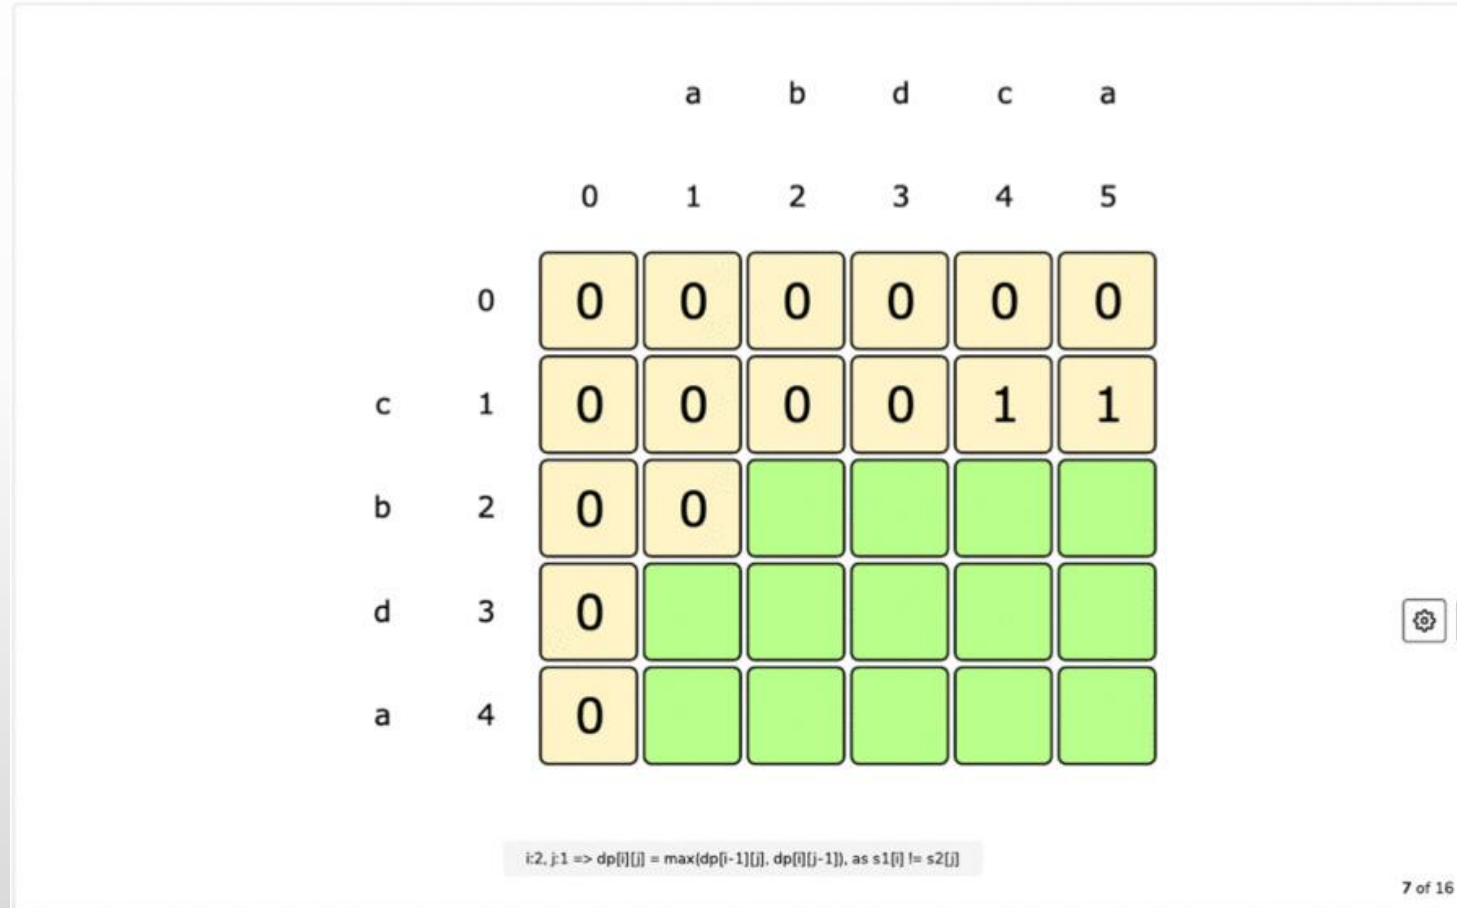 a b d c a
0 1 2 3 4 5
0 0 0 0 0 0 0
c 1 0 0 0 0 1 1
b 2 0 0
d 3 0
a 4 0
i:2, j:1 => dp[i][j] = max(dp[i-1][j], dp[i][j-1]), as s1[i] != s2[j]
7 of 16